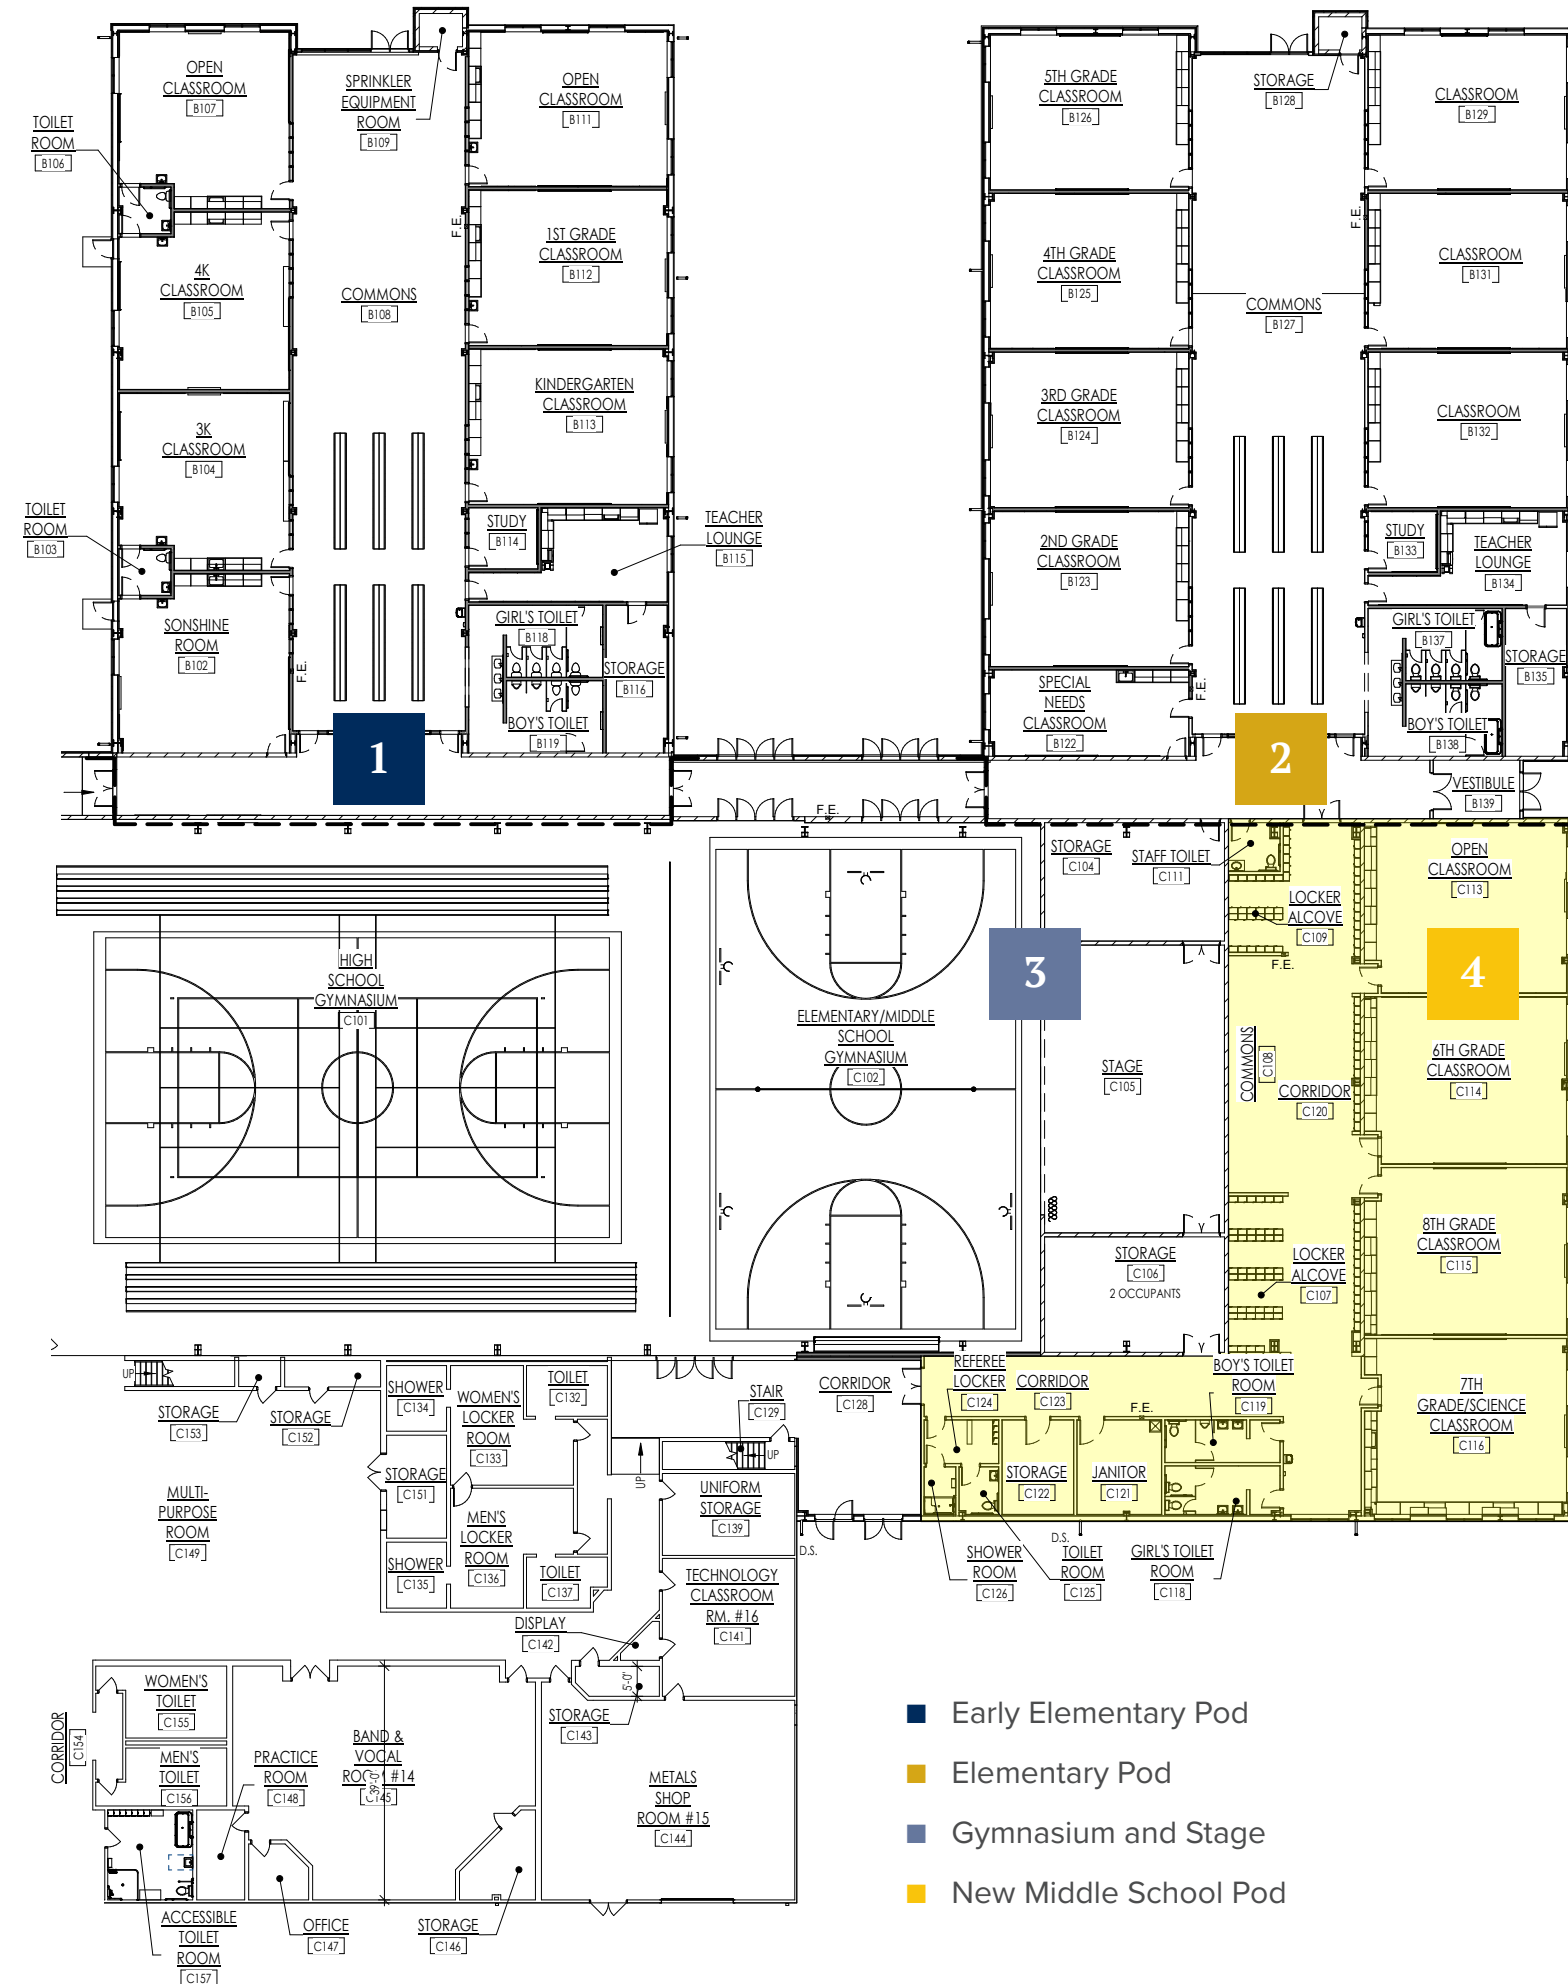 OPEN
CLASSROOM
B107
SPRINKLER
EQUIPMENT
ROOM
B109
OPEN
CLASSROOM
B111
TOILET
ROOM
B106
1ST GRADE
CLASSROOM
B112
F.E.
4K
CLASSROOM
B105
COMMONS
B108
KINDERGARTEN
CLASSROOM
B113
3K
CLASSROOM
B104
TOILET
ROOM
B103
STUDY
B114
TEACHER
LOUNGE
B115
SONSHINE
ROOM
B102
F.E.
GIRL'S TOILET
B118
STORAGE
B116
BOY'S TOILET
B119
1
5TH GRADE
CLASSROOM
B126
STORAGE
B128
CLASSROOM
B129
F.E.
4TH GRADE
CLASSROOM
B125
COMMONS
B127
CLASSROOM
B131
3RD GRADE
CLASSROOM
B124
CLASSROOM
B132
2ND GRADE
CLASSROOM
B123
STUDY
B133
TEACHER
LOUNGE
B134
GIRL'S TOILET
B137
STORAGE
B135
SPECIAL
NEEDS
CLASSROOM
B122
F.E.
BOY'S TOILET
B138
2
VESTIBULE
B139
F.E.
HIGH
SCHOOL
GYMNASIUM
C101
ELEMENTARY/MIDDLE
SCHOOL
GYMNASIUM
C102
3
STORAGE
C104
STAFF TOILET
C111
STAGE
C105
STORAGE
C106
2 OCCUPANTS
OPEN
CLASSROOM
C113
LOCKER
ALCOVE
C109
F.E.
4
COMMONS
C108
CORRIDOR
C120
6TH GRADE
CLASSROOM
C114
8TH GRADE
CLASSROOM
C115
LOCKER
ALCOVE
C107
7TH
GRADE/SCIENCE
CLASSROOM
C116
REFEREE
LOCKER
C124
CORRIDOR
C123
F.E.
BOY'S TOILET
ROOM
C119
STORAGE
C122
JANITOR
C121
D.S.
D.S.
SHOWER
ROOM
C126
TOILET
ROOM
C125
GIRL'S TOILET
ROOM
C118
UP
STORAGE
C153
STORAGE
C152
SHOWER
C134
WOMEN'S
LOCKER
ROOM
C133
TOILET
C132
STAIR
C129
UP
CORRIDOR
C128
MULTI-
PURPOSE
ROOM
C149
STORAGE
C151
UP
UNIFORM
STORAGE
C139
MEN'S
LOCKER
ROOM
C136
SHOWER
C135
TOILET
C137
TECHNOLOGY
CLASSROOM
RM. #16
C141
DISPLAY
C142
5'-0"
STORAGE
C143
WOMEN'S
TOILET
C155
CORRIDOR
C154
MEN'S
TOILET
C156
PRACTICE
ROOM
C148
BAND &
VOCAL
ROOM #14
39'-0"
C145
METALS
SHOP
ROOM #15
C144
ACCESSIBLE
TOILET
ROOM
C157
OFFICE
C147
STORAGE
C146
Early Elementary Pod
Elementary Pod
Gymnasium and Stage
New Middle School Pod